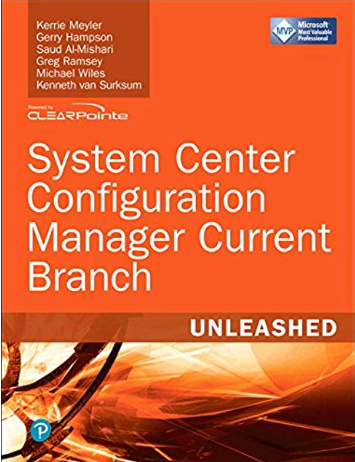 Kerrie Meyler
Gerry Hampson
Saud Al-Mishari
Greg Ramsey
Michael Wiles
Kenneth van Surksum
MVP
Microsoft
Most Valuable
Professional
Powered by
CLEARPointe
System Center
Configuration
Manager Current
Branch
UNLEASHED
P